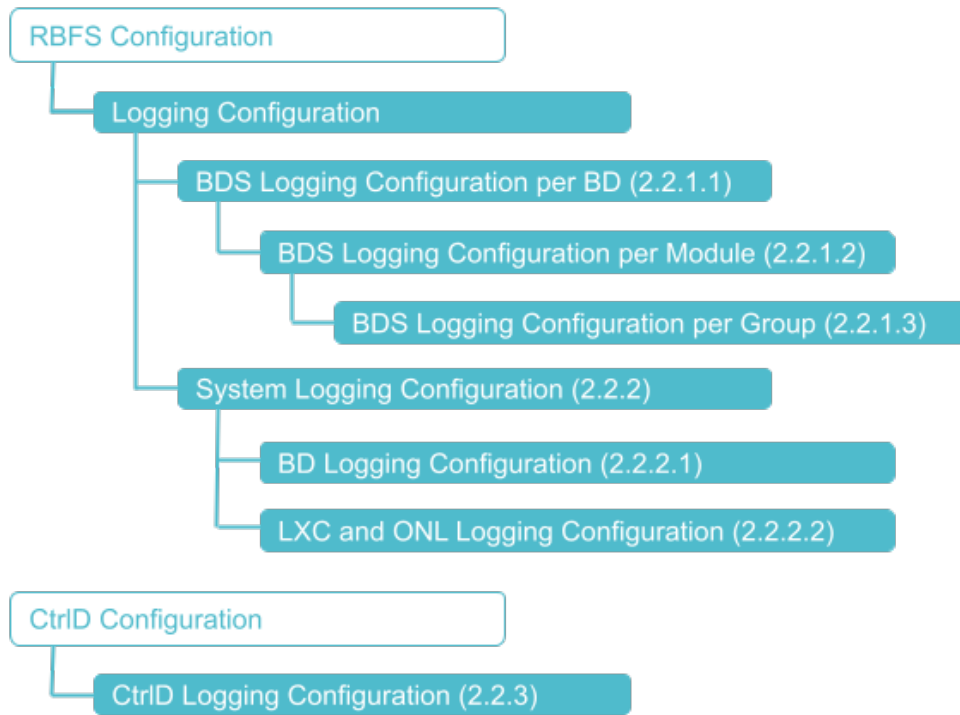 RBFS Configuration
Logging Configuration
BDS Logging Configuration per BD (2.2.1.1)
BDS Logging Configuration per Module (2.2.1.2)
BDS Logging Configuration per Group (2.2.1.3)
System Logging Configuration (2.2.2)
BD Logging Configuration (2.2.2.1)
LXC and ONL Logging Configuration (2.2.2.2)
CtrlD Configuration
CtrlD Logging Configuration (2.2.3)